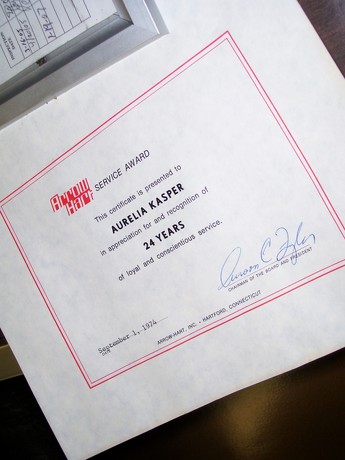 Arrow
Hart
SERVICE AWARD
This certificate is presented to
AURELIA KASPER
in appreciation for and recognition of
24 YEARS
of loyal and conscientious service.
CHAIRMAN OF THE BOARD AND PRESIDENT
September 1, 1974
ARROW-HART, INC. • HARTFORD, CONNECTICUT